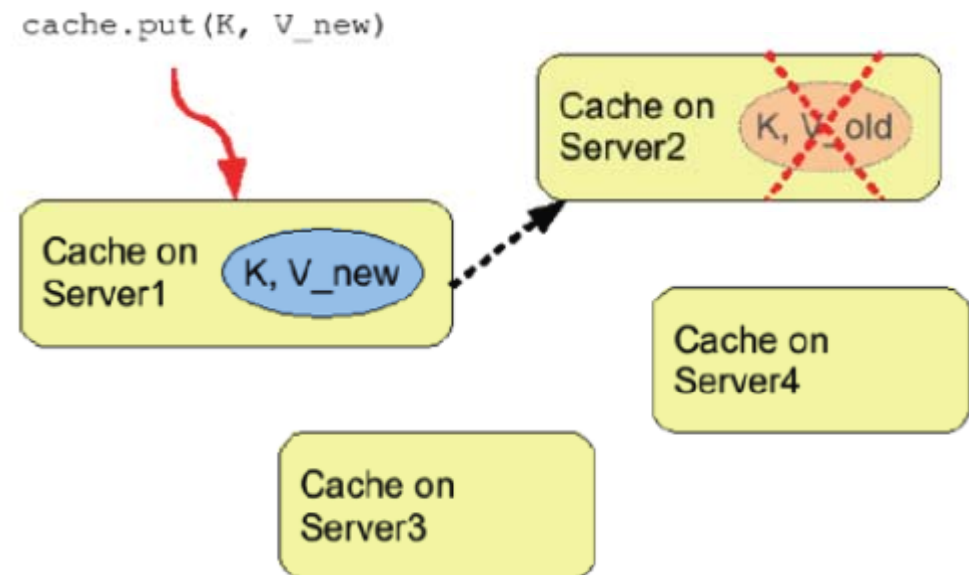 cache.put(K, V_new)
Cache on
Server2
K, V_old
Cache on
Server1
K, V_new
Cache on
Server4
Cache on
Server3